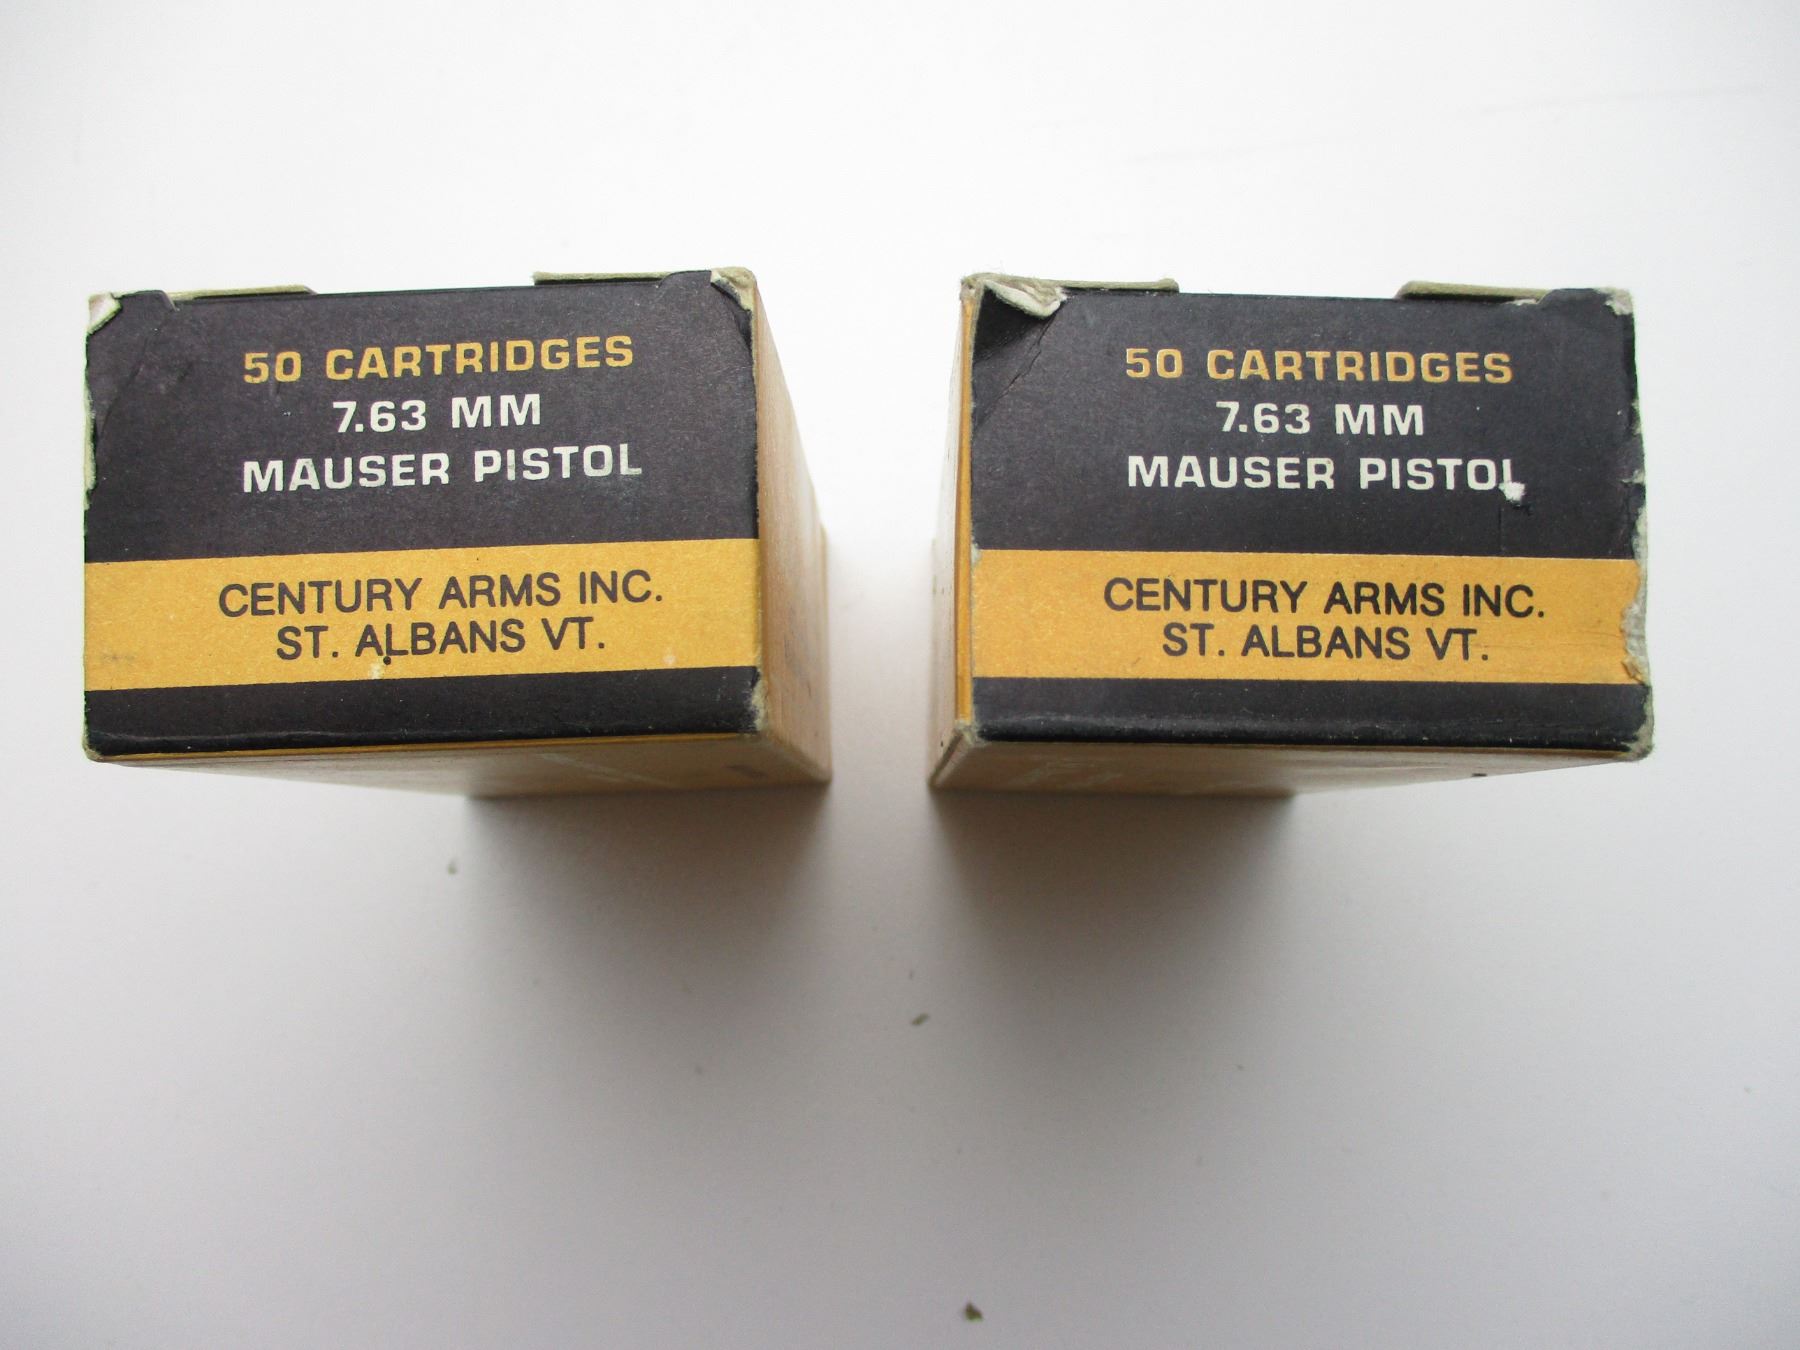 50 CARTRIDGES
7.63 MM
MAUSER PISTOL
CENTURY ARMS INC.
ST. ALBANS VT.
50 CARTRIDGES
7.63 MM
MAUSER PISTOL
CENTURY ARMS INC.
ST. ALBANS VT.